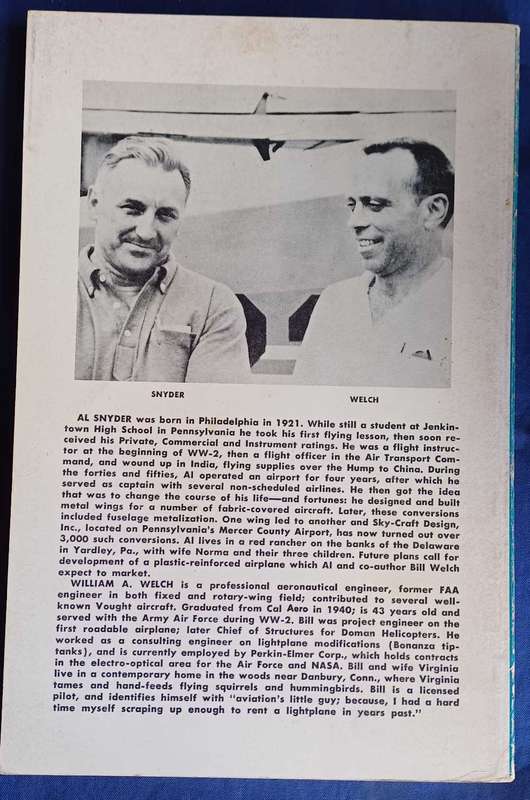 SNYDER
WELCH
AL SNYDER was born in Philadelphia in 1921. While still a student at Jenkin-
town High School in Pennsylvania he took his first flying lesson, then soon re-
ceived his Private, Commercial and Instrument ratings. He was a flight instruc-
tor at the beginning of WW-2, then a flight officer in the Air Transport Com-
mand, and wound up in India, flying supplies over the Hump to China. During
the forties and fifties, Al operated an airport for four years, after which he
served as captain with several non-scheduled airlines. He then got the idea
that was to change the course of his life—and fortunes: he designed and built
metal wings for a number of fabric-covered aircraft. Later, these conversions
included fuselage metalization. One wing led to another and Sky-Craft Design,
Inc., located on Pennsylvania's Mercer County Airport, has now turned out over
3,000 such conversions. Al lives in a red rancher on the banks of the Delaware
in Yardley, Pa., with wife Norma and their three children. Future plans call for
development of a plastic-reinforced airplane which Al and co-author Bill Welch
expect to market.
WILLIAM A. WELCH is a professional aeronautical engineer, former FAA
engineer in both fixed and rotary-wing field; contributed to several well-
known Vought aircraft. Graduated from Cal Aero in 1940; is 43 years old and
served with the Army Air Force during WW-2. Bill was project engineer on the
first roadable airplane; later Chief of Structures for Doman Helicopters. He
worked as a consulting engineer on lightplane modifications (Bonanza tip-
tanks), and is currently employed by Perkin-Elmer Corp., which holds contracts
in the electro-optical area for the Air Force and NASA. Bill and wife Virginia
live in a contemporary home in the woods near Danbury, Conn., where Virginia
tames and hand-feeds flying squirrels and hummingbirds. Bill is a licensed
pilot, and identifies himself with "aviation's little guy; because, I had a hard
time myself scraping up enough to rent a lightplane in years past."